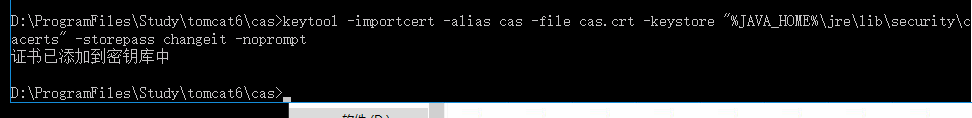 D:\ProgramFiles\Study\tomcat6\cas>keytool -importcert -alias cas -file cas.crt -keystore "%JAVA_HOME%\jre\lib\security\c
acerts" -storepass changeit -noprompt
证书已添加到密钥库中
D:\ProgramFiles\Study\tomcat6\cas>